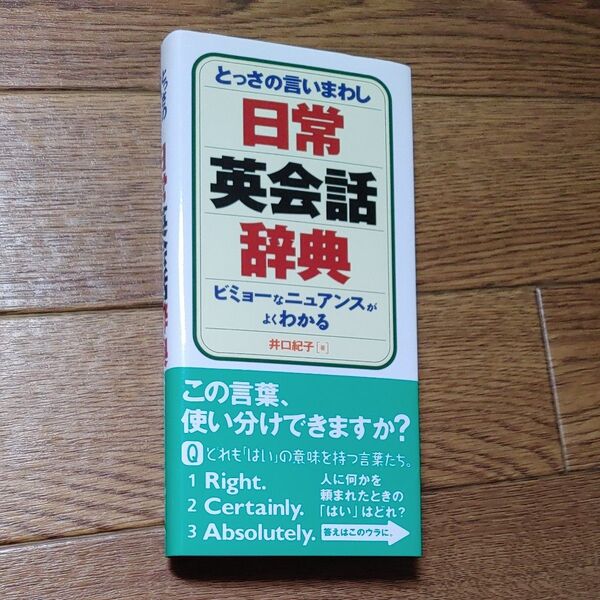 とっさの言いまわし
日常
英会話
辞典
ビミョーなニュアンスが
よくわかる
井口紀子[著]
この言葉、
使い分けできますか?
Q どれも「はい」の意味を持つ言葉たち。
1 Right.
2 Certainly.
3 Absolutely.
人に何かを
頼まれたときの
「はい」はどれ?
答えはこのウラに。